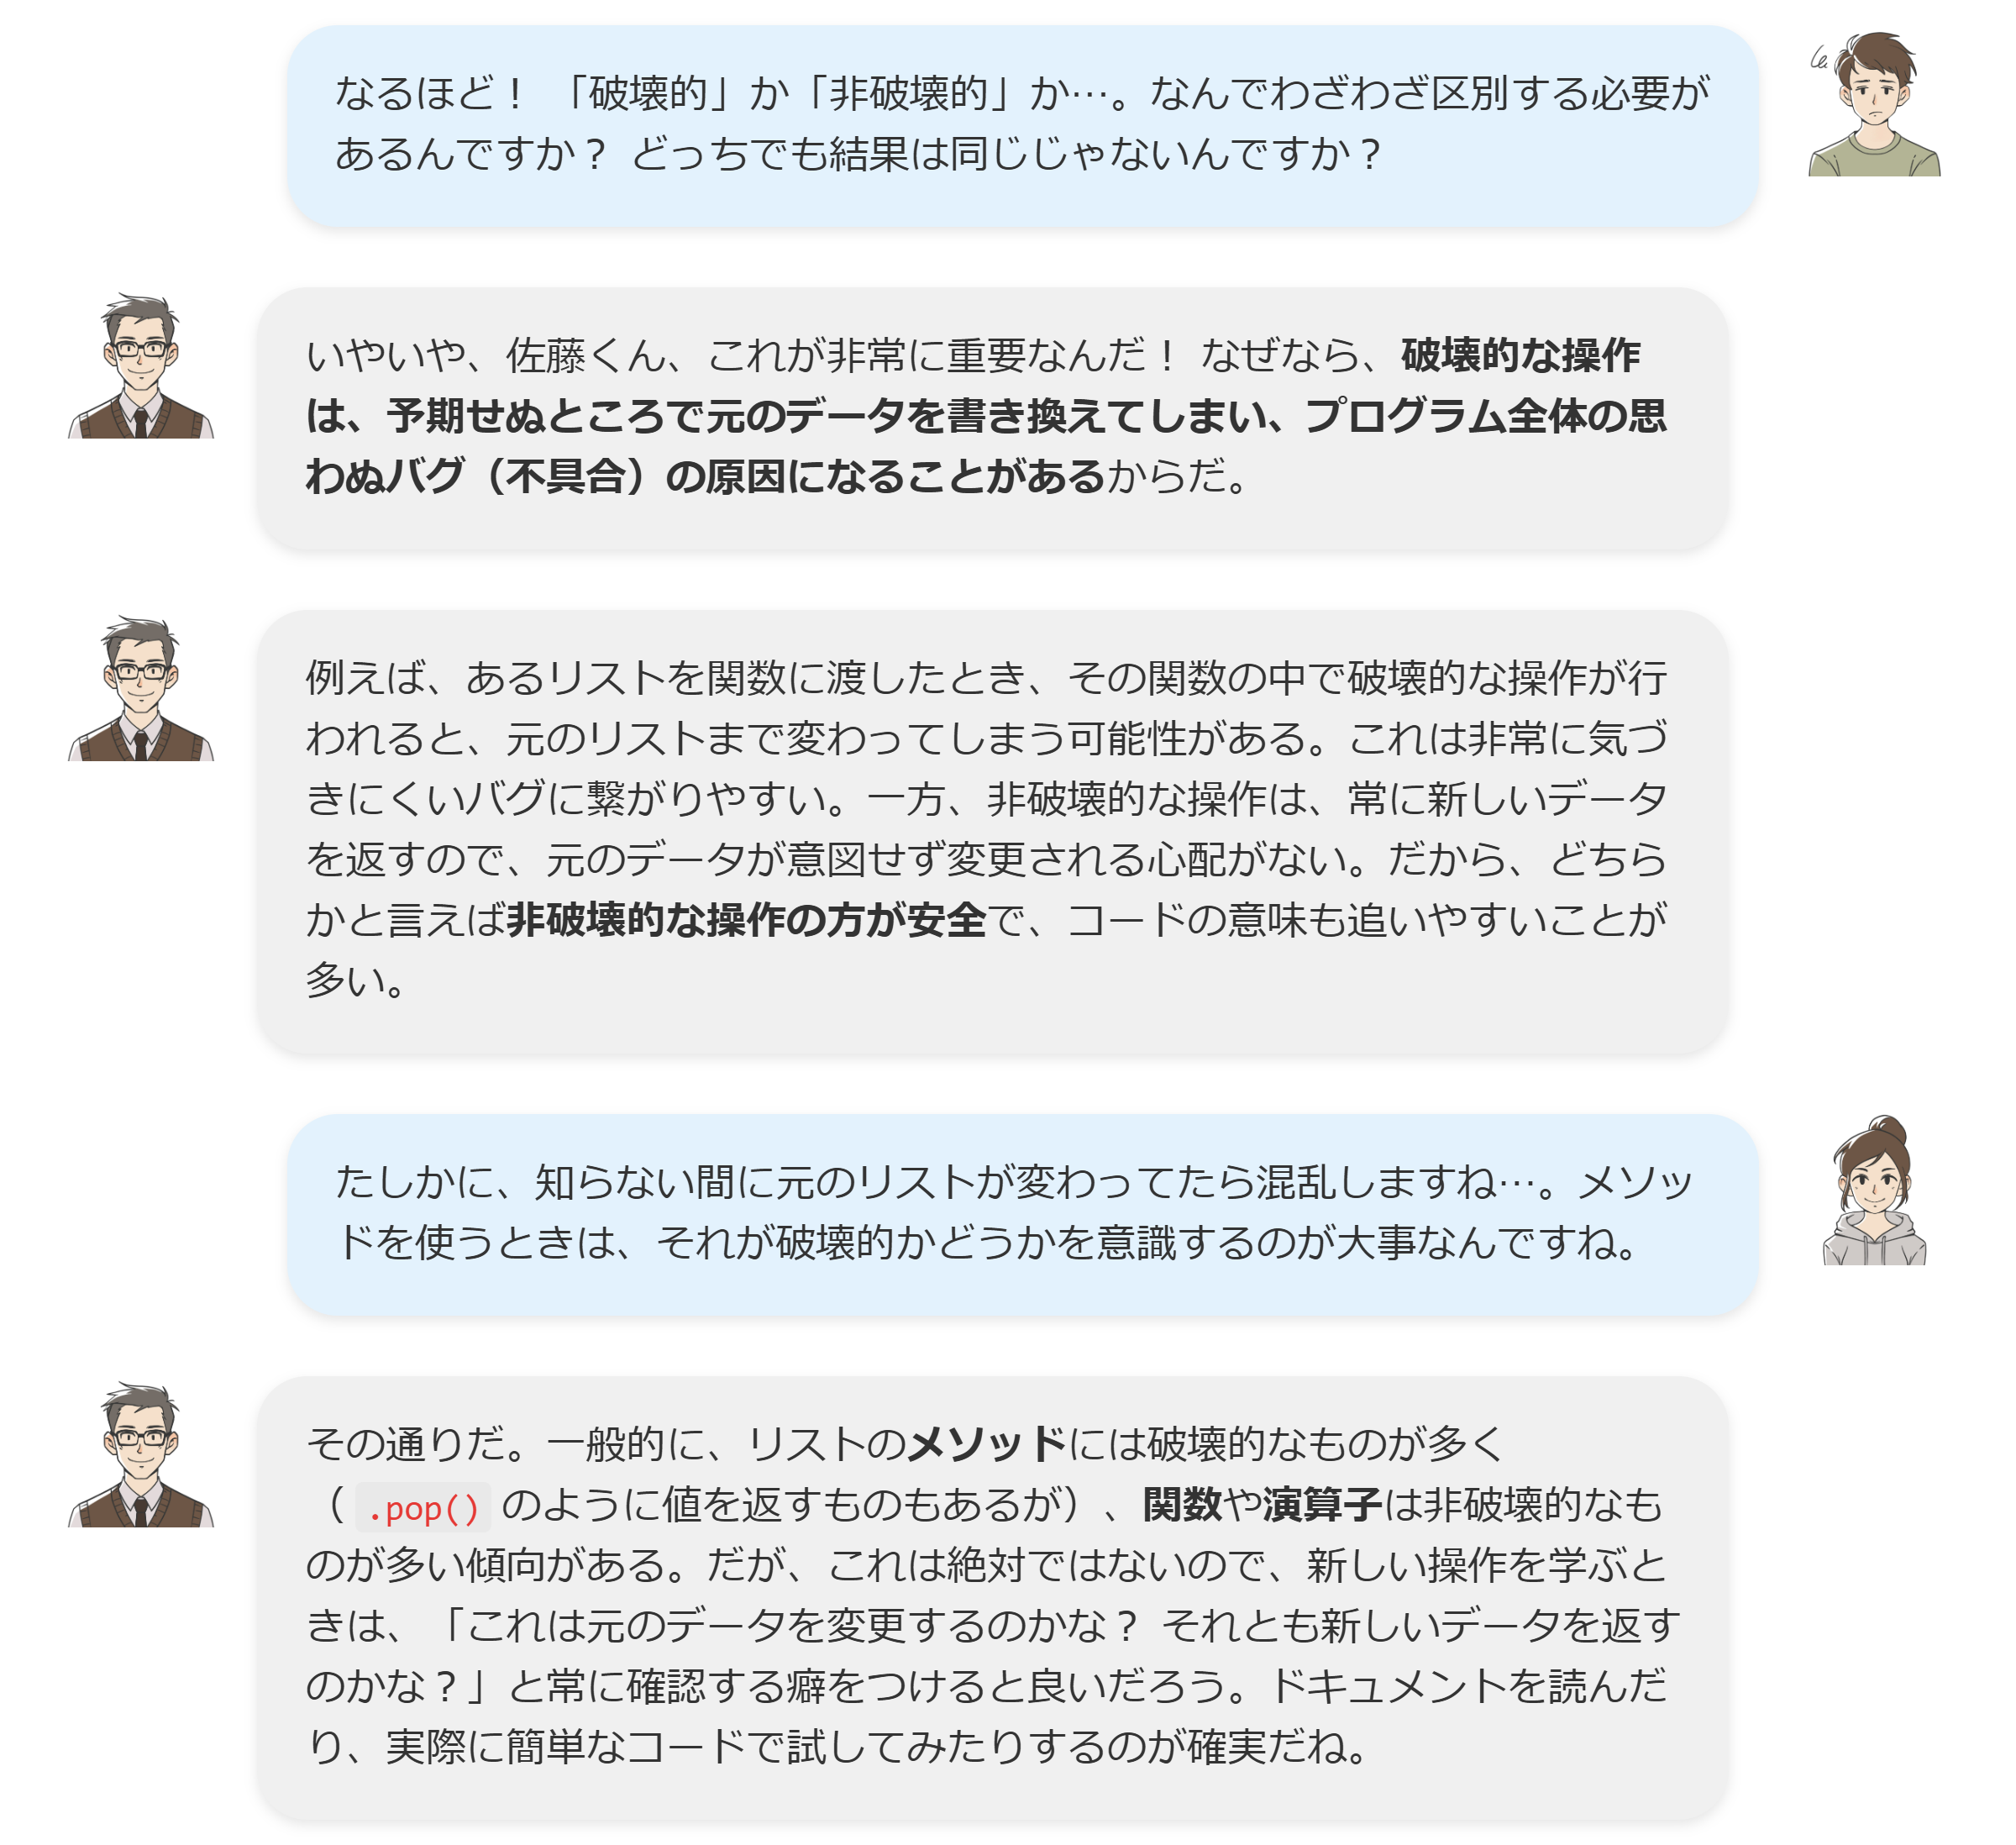 なるほど！ 「破壊的」か「非破壊的」か…。なんでわざわざ区別する必要が
あるんですか？ どっちでも結果は同じじゃないんですか？
いやいや、佐藤くん、これが非常に重要なんだ！ なぜなら、破壊的な操作
は、予期せぬところで元のデータを書き換えてしまい、プログラム全体の思
わぬバグ（不具合）の原因になることがあるからだ。
例えば、あるリストを関数に渡したとき、その関数の中で破壊的な操作が行
われると、元のリストまで変わってしまう可能性がある。これは非常に気づ
きにくいバグに繋がりやすい。一方、非破壊的な操作は、常に新しいデータ
を返すので、元のデータが意図せず変更される心配がない。だから、どちら
かと言えば非破壊的な操作の方が安全で、コードの意味も追いやすいことが
多い。
たしかに、知らない間に元のリストが変わってたら混乱しますね…。メソッ
ドを使うときは、それが破壊的かどうかを意識するのが大事なんですね。
その通りだ。一般的に、リストのメソッドには破壊的なものが多く
（ .pop() のように値を返すものもあるが）、関数や演算子は非破壊的なも
のが多い傾向がある。だが、これは絶対ではないので、新しい操作を学ぶと
きは、「これは元のデータを変更するのかな？ それとも新しいデータを返す
のかな？」と常に確認する癖をつけると良いだろう。ドキュメントを読んだ
り、実際に簡単なコードで試してみたりするのが確実だね。